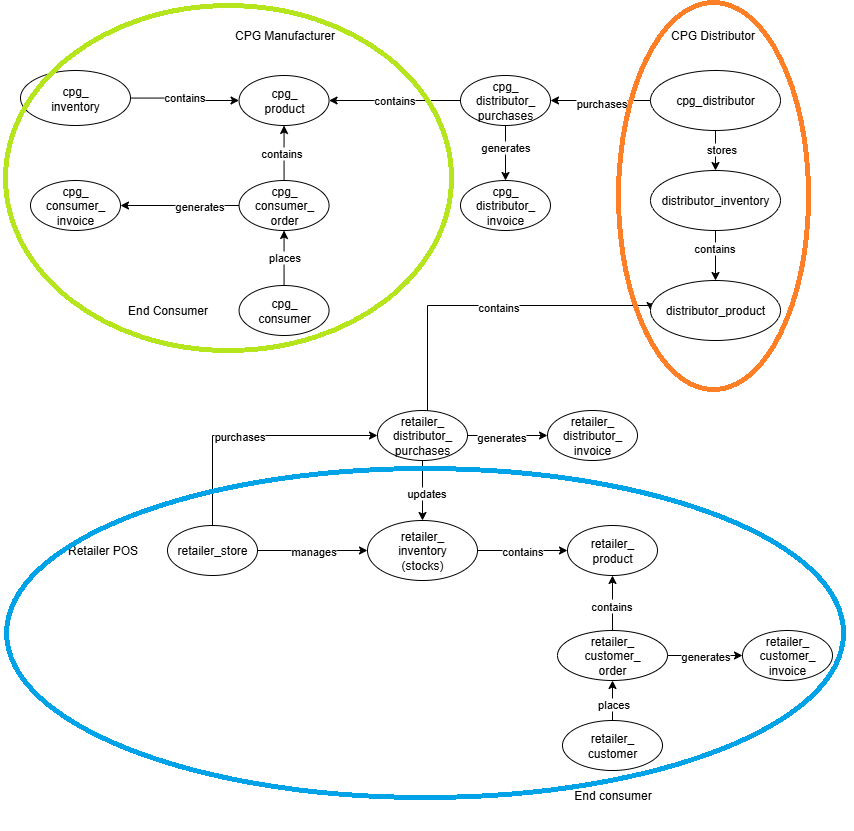 CPG Manufacturer
CPG Distributor
cpg_
inventory
contains
cpg_
product
contains
cpg_
distributor_
purchases
purchases
cpg_distributor
contains
generates
stores
cpg_
consumer_
invoice
generates
cpg_
consumer_
order
cpg_
distributor_
invoice
distributor_inventory
places
contains
End Consumer
cpg_
consumer
contains
distributor_product
purchases
retailer_
distributor_
purchases
generates
retailer_
distributor_
invoice
updates
Retailer POS
retailer_store
manages
retailer_
inventory
(stocks)
contains
retailer_
product
contains
retailer_
customer_
order
generates
retailer_
customer_
invoice
places
retailer_
customer
End consumer